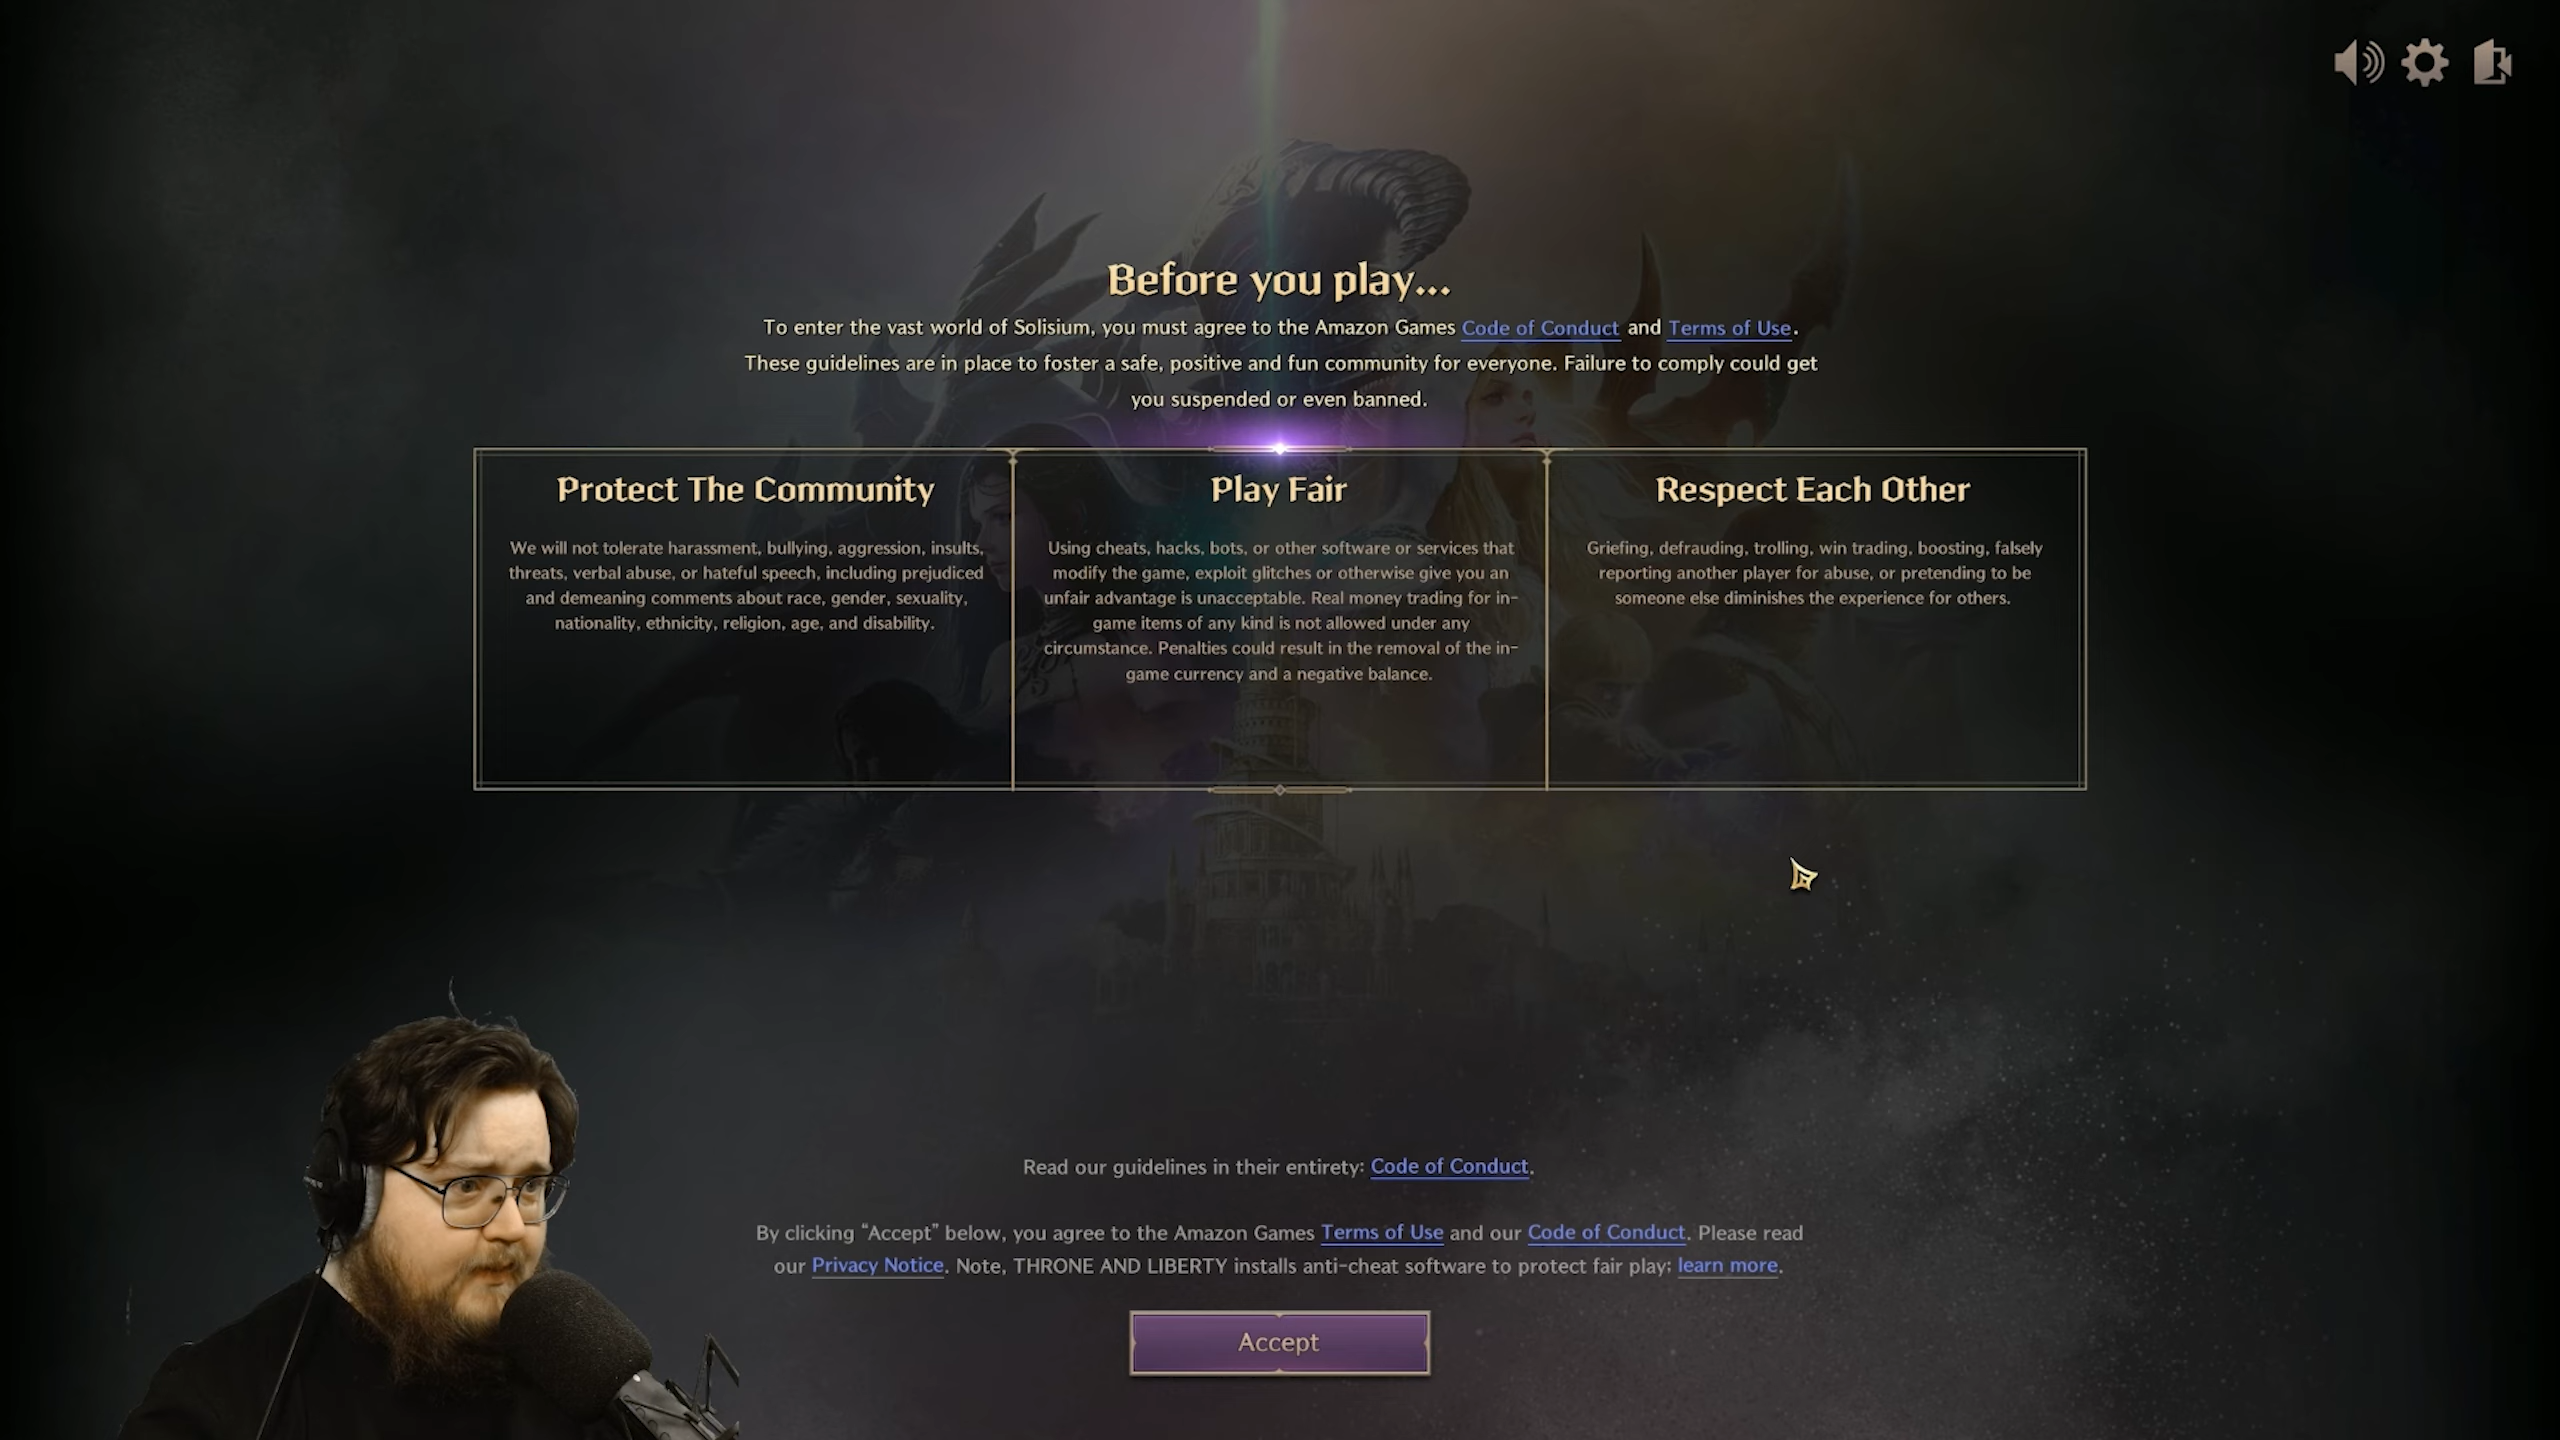 Before you play...
To enter the vast world of Solisium, you must agree to the Amazon Games Code of Conduct and Terms of Use.
These guidelines are in place to foster a safe, positive and fun community for everyone. Failure to comply could get
you suspended or even banned.
Protect The Community
We will not tolerate harassment, bullying, aggression, insults,
threats, verbal abuse, or hateful speech, including prejudiced
and demeaning comments about race, gender, sexuality,
nationality, ethnicity, religion, age, and disability.
Play Fair
Using cheats, hacks, bots, or other software or services that
modify the game, exploit glitches or otherwise give you an
unfair advantage is unacceptable. Real money trading for in-
game items of any kind is not allowed under any
circumstance. Penalties could result in the removal of the in-
game currency and a negative balance.
Respect Each Other
Griefing, defrauding, trolling, win trading, boosting, falsely
reporting another player for abuse, or pretending to be
someone else diminishes the experience for others.
Read our guidelines in their entirety: Code of Conduct.
By clicking “Accept” below, you agree to the Amazon Games Terms of Use and our Code of Conduct. Please read
our Privacy Notice. Note, THRONE AND LIBERTY installs anti-cheat software to protect fair play; learn more.
Accept